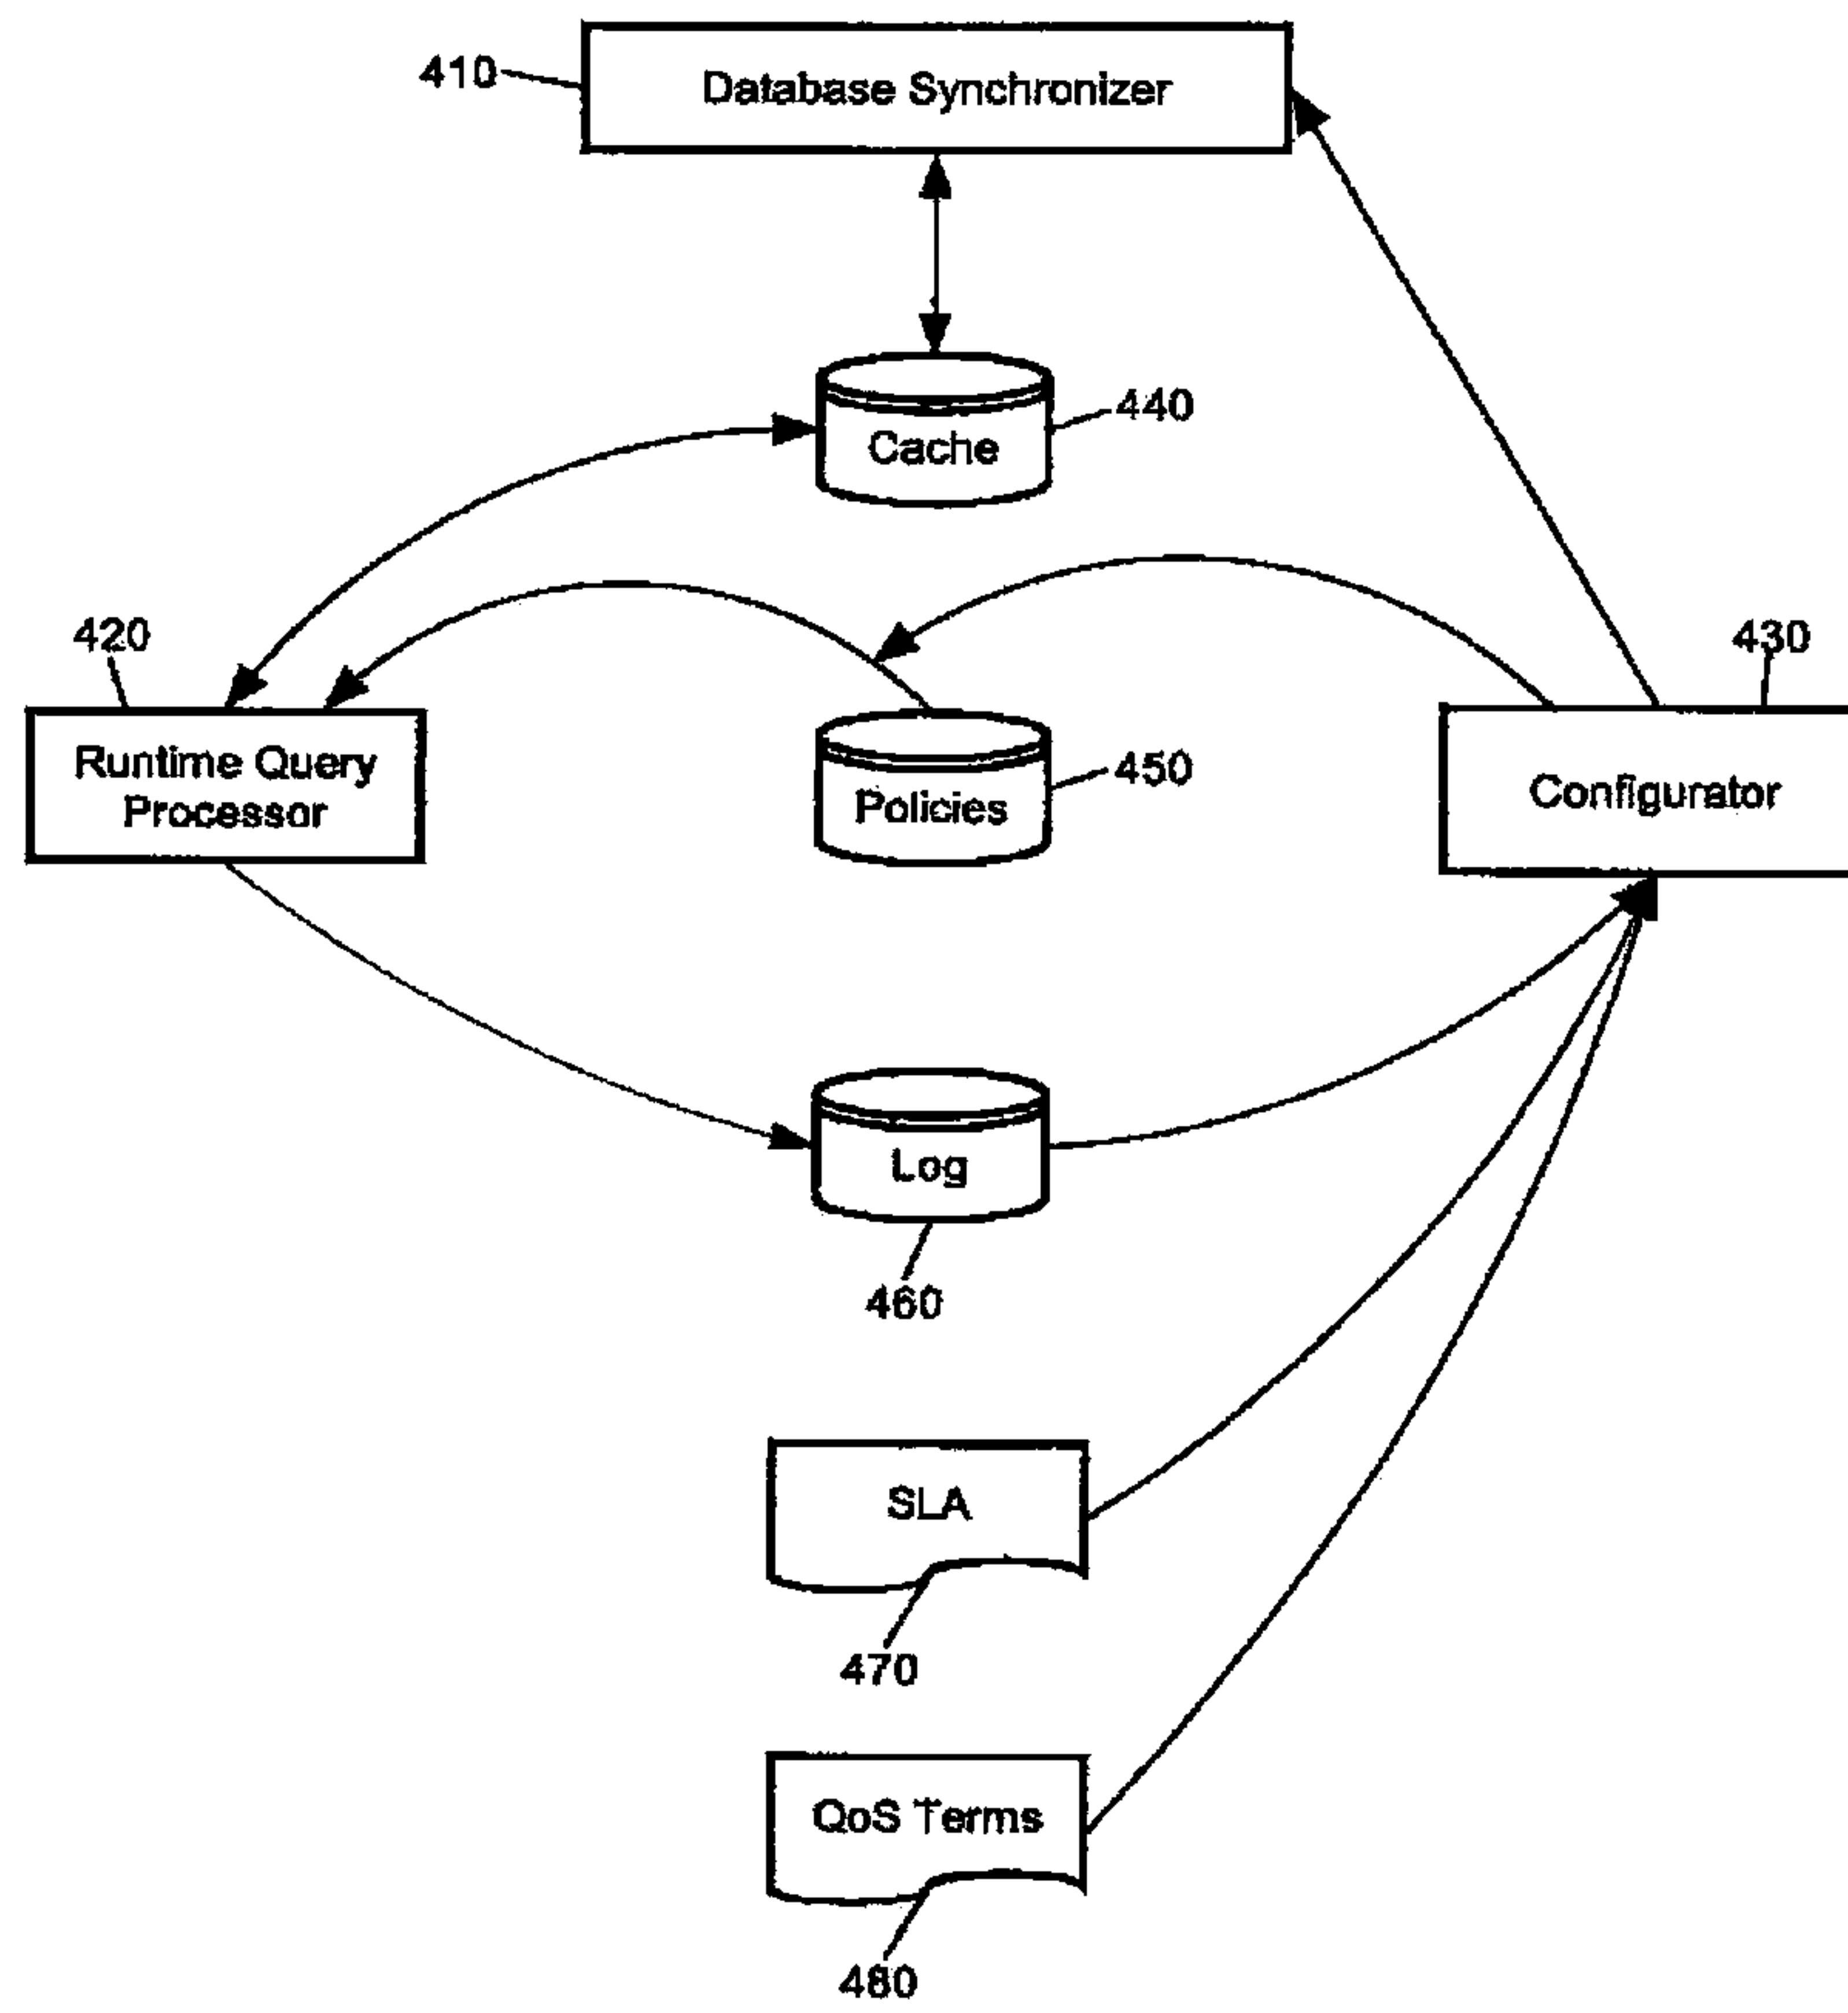 410
Database Synchronizer
440
Cache
420
430
Runtime Query
Processor
450
Policies
Configurator
Log
460
SLA
470
QoS Terms
480